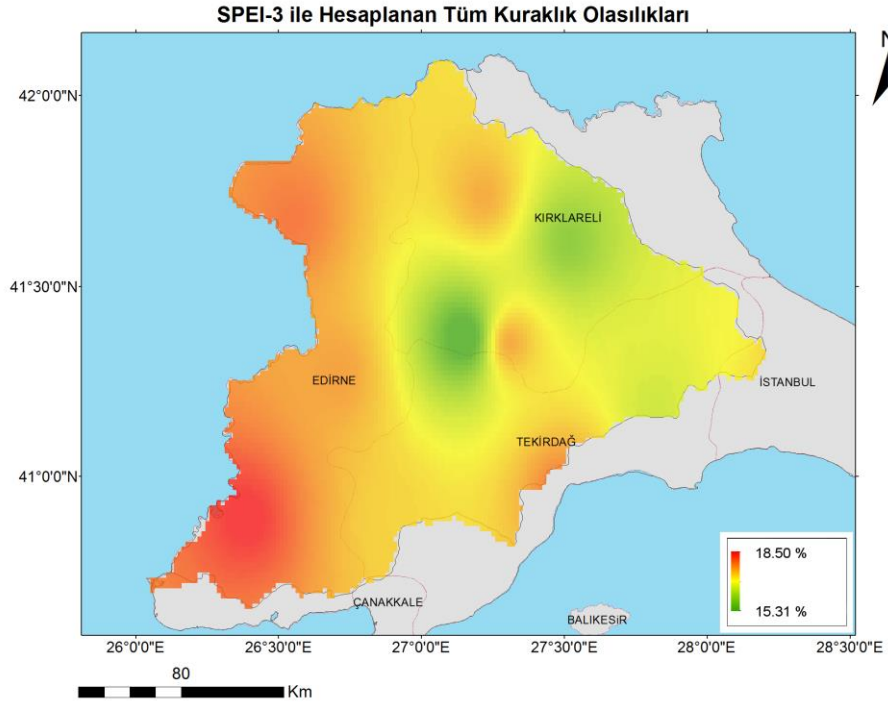 SPEI-3 ile Hesaplanan Tüm Kuraklık Olasılıkları
N
42°0'0"N
KIRKLARELİ
41°30'0"N
EDİRNE
İSTANBUL
TEKİRDAĞ
41°0'0"N
18.50 %
15.31 %
ÇANAKKALE
BALIKESİR
26°0'0"E 26°30'0"E 27°0'0"E 27°30'0"E 28°0'0"E 28°30'0"E
80
Km